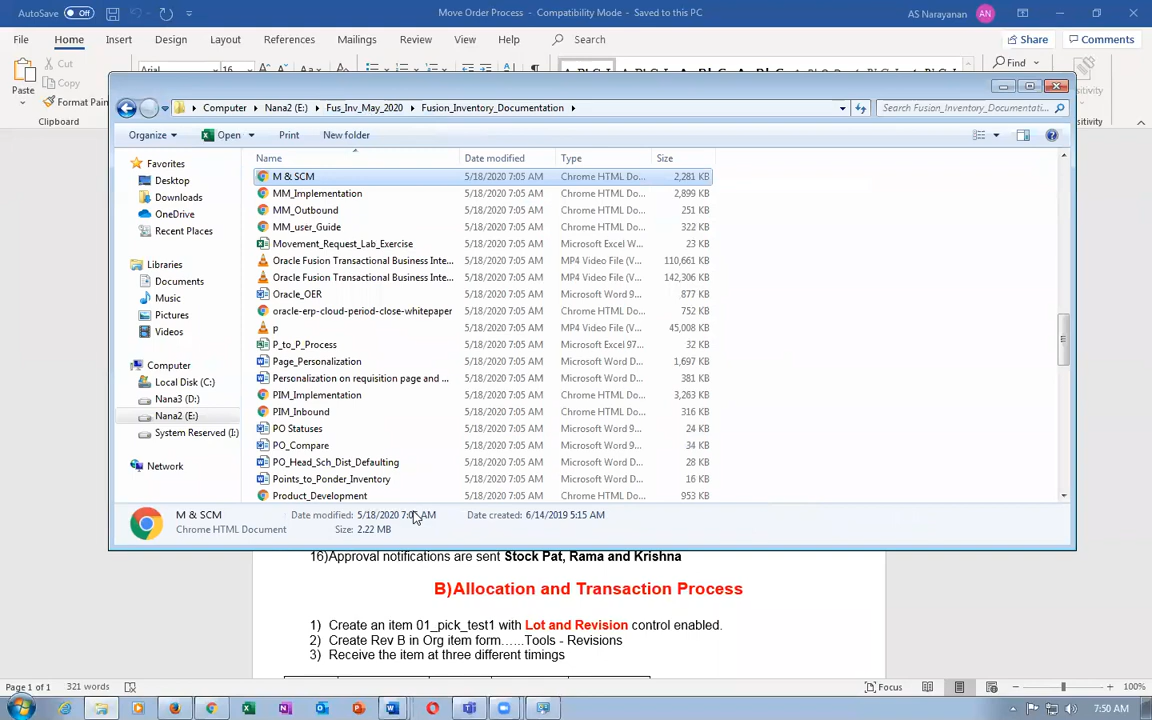 AutoSave Off Move Order Process - Compatibility Mode - Saved to this PC AS Narayanan AN
File Home Insert Design Layout References Mailings Review View Help Search Share Comments
Cut
Copy
Format Pain
Paste
Clipboard
Arial 16
Find
Computer Nana2 (E:) Fus_Inv_May_2020 Fusion_Inventory_Documentation Search Fusion_Inventory_Documentati...
Organize Open Print New folder
Name Date modified Type Size
M & SCM 5/18/2020 7:05 AM Chrome HTML Do... 2,281 KB
MM_Implementation 5/18/2020 7:05 AM Chrome HTML Do... 2,899 KB
MM_Outbound 5/18/2020 7:05 AM Chrome HTML Do... 251 KB
MM_user_Guide 5/18/2020 7:05 AM Chrome HTML Do... 322 KB
Movement_Request_Lab_Exercise 5/18/2020 7:05 AM Microsoft Excel W... 23 KB
Oracle Fusion Transactional Business Inte... 5/18/2020 7:05 AM MP4 Video File (V... 110,661 KB
Oracle Fusion Transactional Business Inte... 5/18/2020 7:05 AM MP4 Video File (V... 142,306 KB
Oracle_OER 5/18/2020 7:05 AM Microsoft Word 9... 877 KB
oracle-erp-cloud-period-close-whitepaper 5/18/2020 7:05 AM Chrome HTML Do... 752 KB
p 5/18/2020 7:05 AM MP4 Video File (V... 45,008 KB
P_to_P_Process 5/18/2020 7:05 AM Microsoft Excel 97... 32 KB
Page_Personalization 5/18/2020 7:05 AM Microsoft Word D... 1,697 KB
Personalization on requisition page and ... 5/18/2020 7:05 AM Microsoft Word D... 381 KB
PIM_Implementation 5/18/2020 7:05 AM Chrome HTML Do... 3,263 KB
PIM_Inbound 5/18/2020 7:05 AM Chrome HTML Do... 316 KB
PO Statuses 5/18/2020 7:05 AM Microsoft Word 9... 24 KB
PO_Compare 5/18/2020 7:05 AM Microsoft Word 9... 34 KB
PO_Head_Sch_Dist_Defaulting 5/18/2020 7:05 AM Microsoft Word D... 28 KB
Points_to_Ponder_Inventory 5/18/2020 7:05 AM Microsoft Word D... 16 KB
Product_Development 5/18/2020 7:05 AM Chrome HTML Do... 953 KB
Favorites
Desktop
Downloads
OneDrive
Recent Places
Libraries
Documents
Music
Pictures
Videos
Computer
Local Disk (C:)
Nana3 (D:)
Nana2 (E:)
System Reserved (I:)
Network
M & SCM Date modified: 5/18/2020 7:05 AM Date created: 6/14/2019 5:15 AM
Chrome HTML Document Size: 2.22 MB
16)Approval notifications are sent Stock Pat, Rama and Krishna
B)Allocation and Transaction Process
1) Create an item 01_pick_test1 with Lot and Revision control enabled.
2) Create Rev B in Org item form……Tools - Revisions
3) Receive the item at three different timings
Page 1 of 1 321 words Focus 100%
7:50 AM